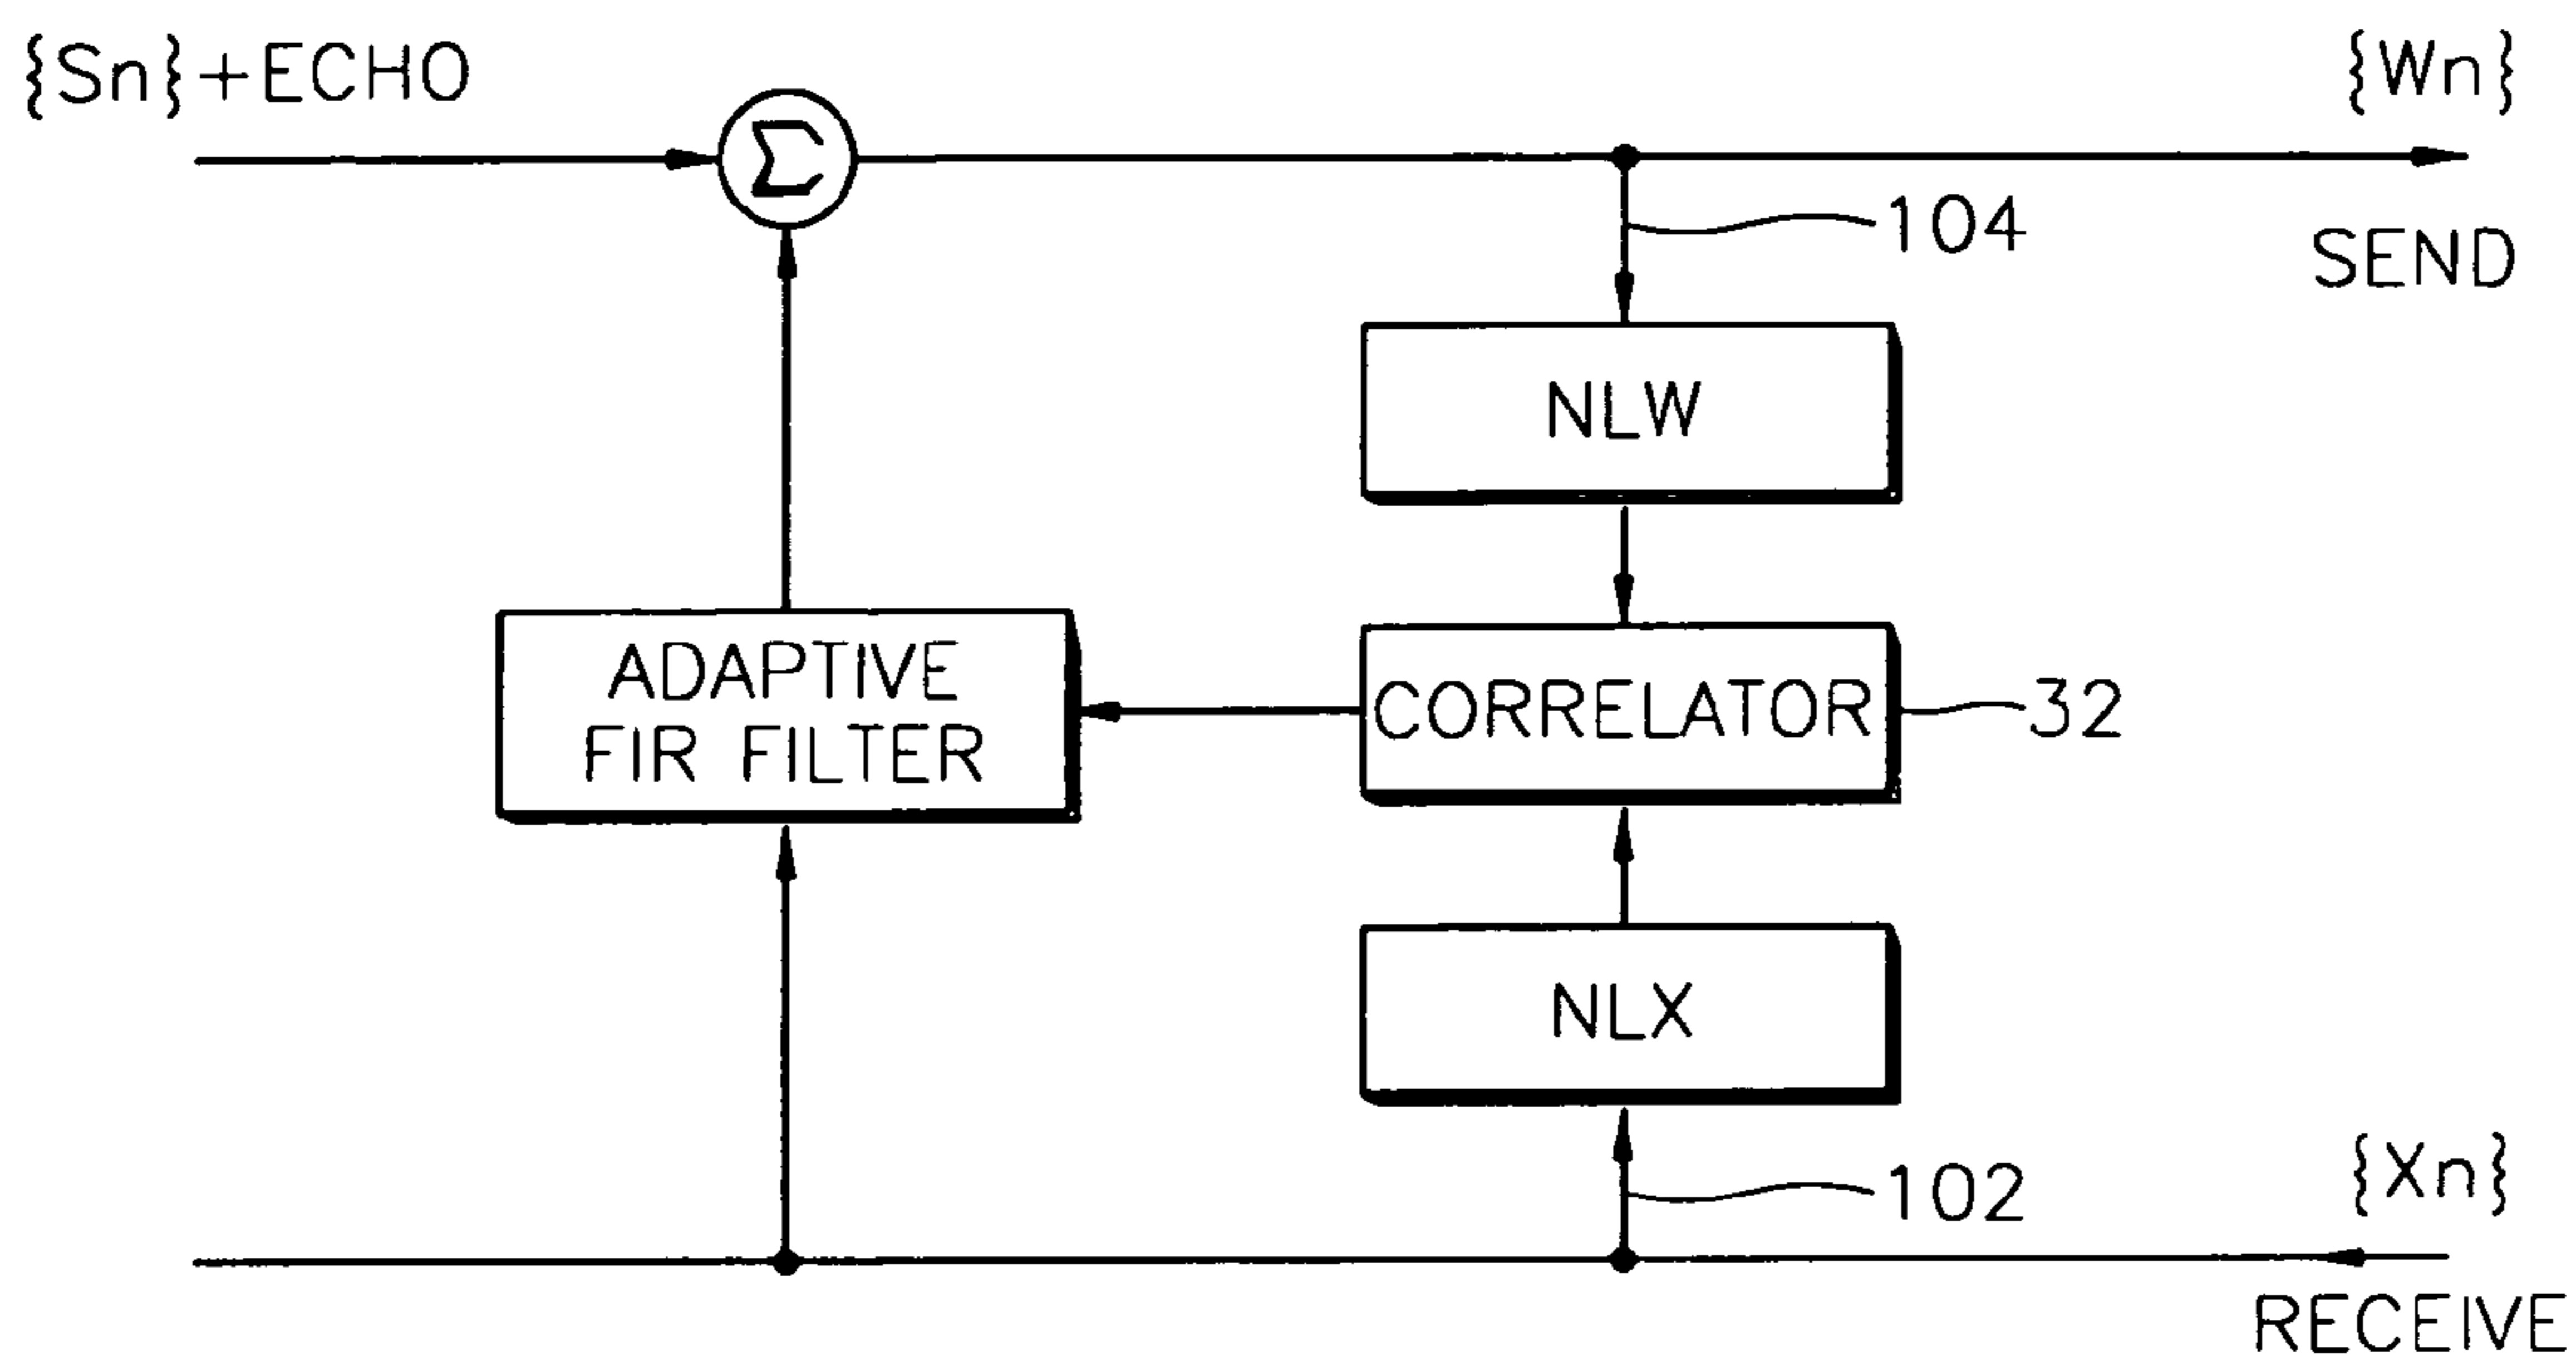 {Sn}+ECHO
{Wn}
Σ
104
SEND
NLW
ADAPTIVE
FIR FILTER
CORRELATOR
32
NLX
102
{Xn}
RECEIVE